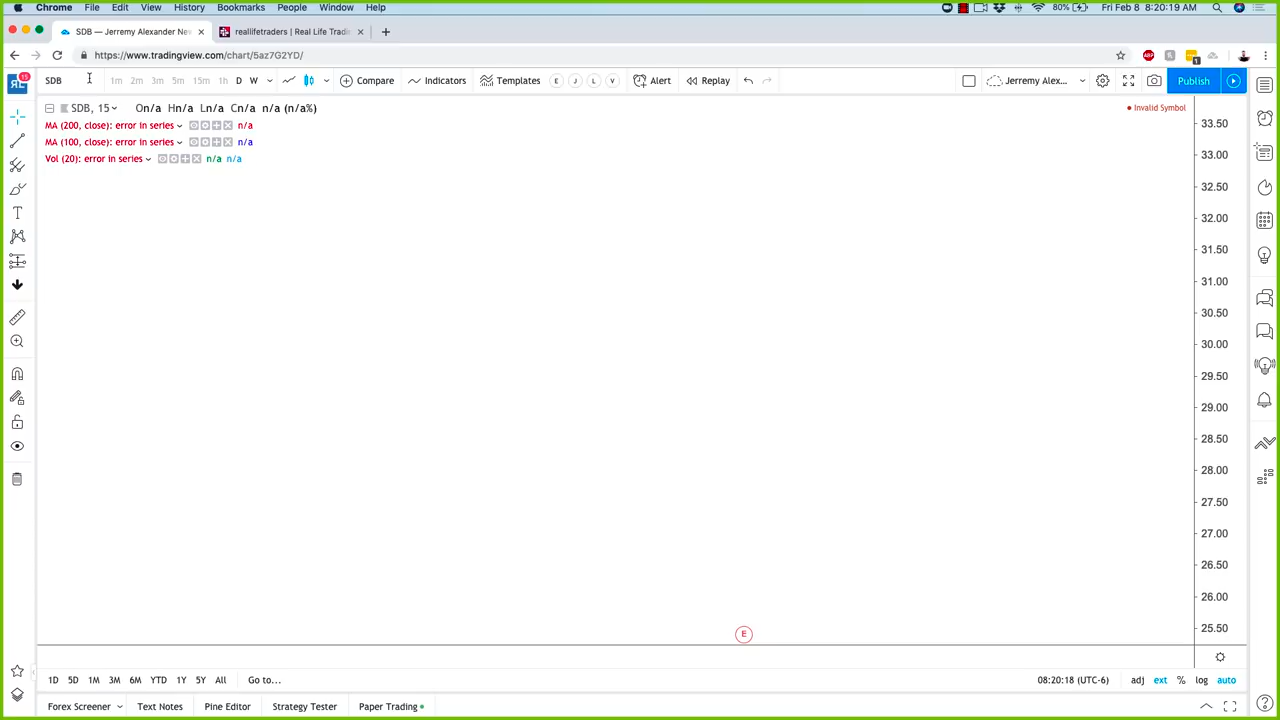 Chrome File Edit View History Bookmarks People Window Help 80% Fri Feb 8 8:20:19 AM
SDB — Jerremy Alexander New × reallifetraders | Real Life Tradi × +
https://www.tradingview.com/chart/5az7G2YD/ 1
RL 15 SDB 1m 2m 3m 5m 15m 1h D W Compare Indicators Templates E J L V Alert Replay Jerremy Alex... Publish
SDB, 15 On/a Hn/a Ln/a Cn/a n/a (n/a%) Invalid Symbol
MA (200, close): error in series n/a
MA (100, close): error in series n/a
Vol (20): error in series n/a n/a
33.50
33.00
32.50
32.00
31.50
31.00
30.50
30.00
29.50
29.00
28.50
28.00
27.50
27.00
26.50
26.00
25.50
E
1D 5D 1M 3M 6M YTD 1Y 5Y All Go to... 08:20:18 (UTC-6) adj ext % log auto
Forex Screener Text Notes Pine Editor Strategy Tester Paper Trading